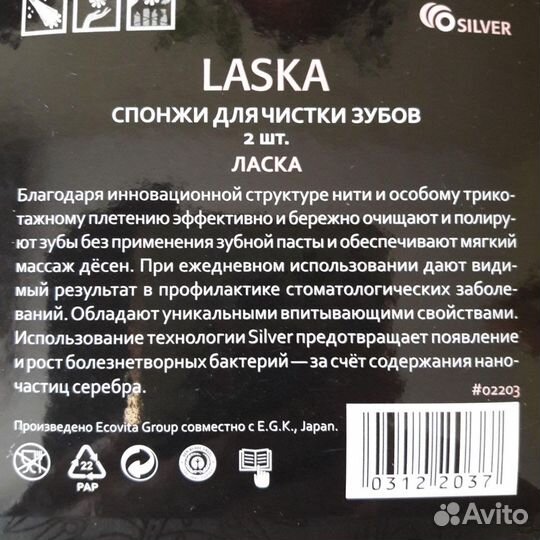 SILVER
LASKA
СПОНЖИ ДЛЯ ЧИСТКИ ЗУБОВ
2 шт.
ЛАСКА
Благодаря инновационной структуре нити и особому трико-
тажному плетению эффективно и бережно очищают и полиру-
ют зубы без применения зубной пасты и обеспечивают мягкий
массаж дёсен. При ежедневном использовании дают види-
мый результат в профилактике стоматологических заболе-
ваний. Обладают уникальными впитывающими свойствами.
Использование технологии Silver предотвращает появление
и рост болезнетворных бактерий — за счёт содержания нано-
частиц серебра.
#02203
Произведено Ecovita Group совместно с E.G.K., Japan.
22
PAP
0312 2037
Avito